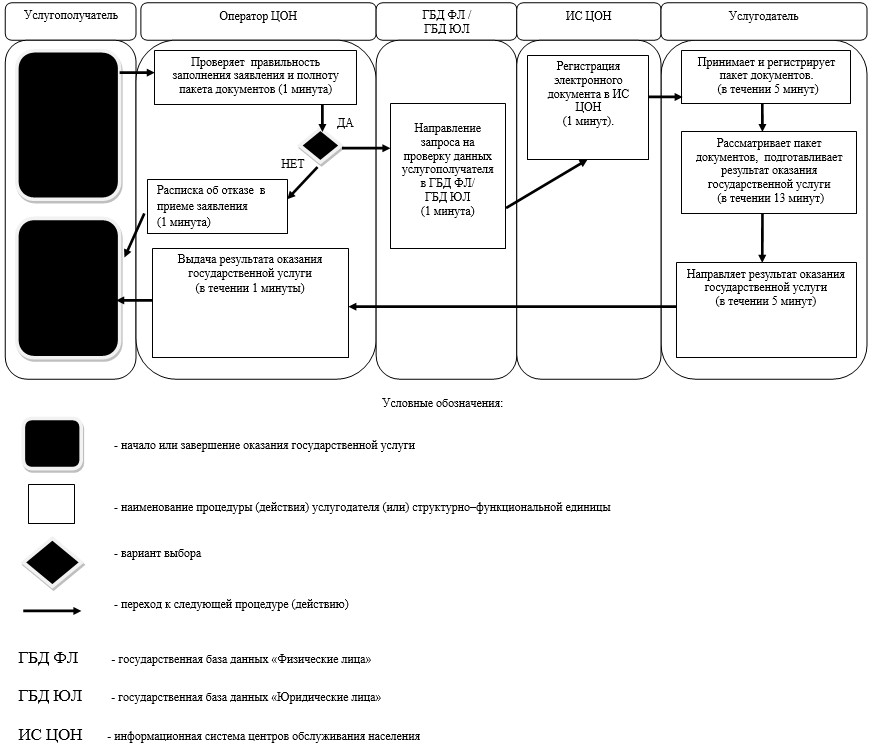 Услугополучатель
Оператор ЦОН
ГБД ФЛ /
ГБД ЮЛ
ИС ЦОН
Услугодатель
Проверяет правильность
заполнения заявления и полноту
пакета документов (1 минута)
ДА
НЕТ
Расписка об отказе в
приеме заявления
(1 минута)
Выдача результата оказания
государственной услуги
(в течении 1 минуты)
Направление
запроса на
проверку данных
услугополучателя
в ГБД ФЛ/
ГБД ЮЛ
(1 минута)
Регистрация
электронного
документа в ИС
ЦОН
(1 минут).
Принимает и регистрирует
пакет документов.
(в течении 5 минут)
Рассматривает пакет
документов, подготавливает
результат оказания
государственной услуги
(в течении 13 минут)
Направляет результат оказания
государственной услуги
(в течении 5 минут)
Условные обозначения:
- начало или завершение оказания государственной услуги
- наименование процедуры (действия) услугодателя (или) структурно–функциональной единицы
- вариант выбора
- переход к следующей процедуре (действию)
ГБД ФЛ - государственная база данных «Физические лица»
ГБД ЮЛ - государственная база данных «Юридические лица»
ИС ЦОН - информационная система центров обслуживания населения